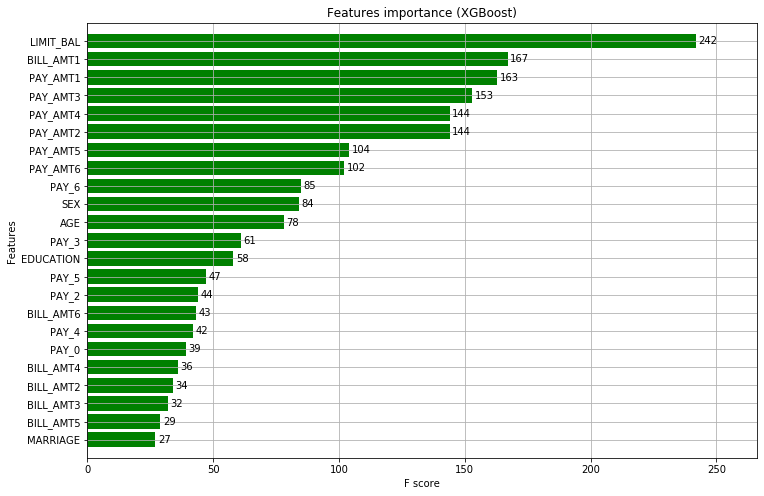 Features importance (XGBoost)
LIMIT_BAL 242
BILL_AMT1 167
PAY_AMT1 163
PAY_AMT3 153
PAY_AMT4 144
PAY_AMT2 144
PAY_AMT5 104
PAY_AMT6 102
PAY_6 85
SEX 84
AGE 78
PAY_3 61
EDUCATION 58
PAY_5 47
PAY_2 44
BILL_AMT6 43
PAY_4 42
PAY_0 39
BILL_AMT4 36
BILL_AMT2 34
BILL_AMT3 32
BILL_AMT5 29
MARRIAGE 27
Features
0 50 100 150 200 250
F score